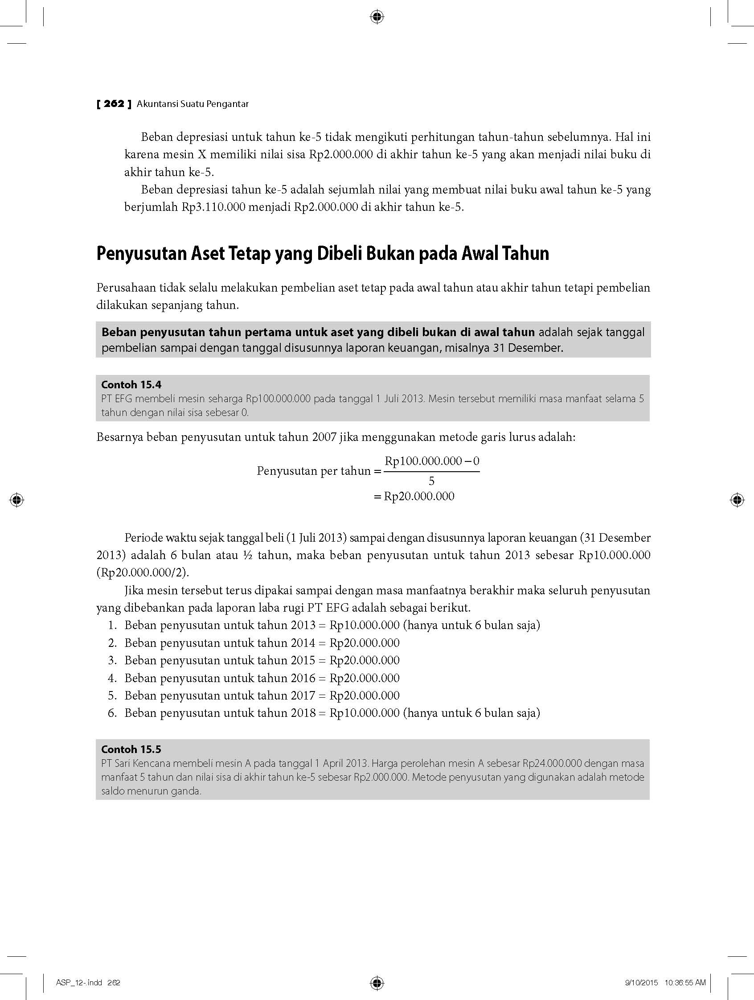 [ 262 ] Akuntansi Suatu Pengantar
Beban depresiasi untuk tahun ke-5 tidak mengikuti perhitungan tahun-tahun sebelumnya. Hal ini
karena mesin X memiliki nilai sisa Rp2.000.000 di akhir tahun ke-5 yang akan menjadi nilai buku di
akhir tahun ke-5.
Beban depresiasi tahun ke-5 adalah sejumlah nilai yang membuat nilai buku awal tahun ke-5 yang
berjumlah Rp3.110.000 menjadi Rp2.000.000 di akhir tahun ke-5.
Penyusutan Aset Tetap yang Dibeli Bukan pada Awal Tahun
Perusahaan tidak selalu melakukan pembelian aset tetap pada awal tahun atau akhir tahun tetapi pembelian
dilakukan sepanjang tahun.
Beban penyusutan tahun pertama untuk aset yang dibeli bukan di awal tahun adalah sejak tanggal
pembelian sampai dengan tanggal disusunnya laporan keuangan, misalnya 31 Desember.
Contoh 15.4
PT EFG membeli mesin seharga Rp100.000.000 pada tanggal 1 Juli 2013. Mesin tersebut memiliki masa manfaat selama 5
tahun dengan nilai sisa sebesar 0.
Besarnya beban penyusutan untuk tahun 2007 jika menggunakan metode garis lurus adalah:
Rp100.000.000 – 0
Penyusutan per tahun =
5
= Rp20.000.000
Periode waktu sejak tanggal beli (1 Juli 2013) sampai dengan disusunnya laporan keuangan (31 Desember
2013) adalah 6 bulan atau ½ tahun, maka beban penyusutan untuk tahun 2013 sebesar Rp10.000.000
(Rp20.000.000/2).
Jika mesin tersebut terus dipakai sampai dengan masa manfaatnya berakhir maka seluruh penyusutan
yang dibebankan pada laporan laba rugi PT EFG adalah sebagai berikut.
1. Beban penyusutan untuk tahun 2013 = Rp10.000.000 (hanya untuk 6 bulan saja)
2. Beban penyusutan untuk tahun 2014 = Rp20.000.000
3. Beban penyusutan untuk tahun 2015 = Rp20.000.000
4. Beban penyusutan untuk tahun 2016 = Rp20.000.000
5. Beban penyusutan untuk tahun 2017 = Rp20.000.000
6. Beban penyusutan untuk tahun 2018 = Rp10.000.000 (hanya untuk 6 bulan saja)
Contoh 15.5
PT Sari Kencana membeli mesin A pada tanggal 1 April 2013. Harga perolehan mesin A sebesar Rp24.000.000 dengan masa
manfaat 5 tahun dan nilai sisa di akhir tahun ke-5 sebesar Rp2.000.000. Metode penyusutan yang digunakan adalah metode
saldo menurun ganda.
ASP_12-.indd 262
9/10/2015 10:36:55 AM